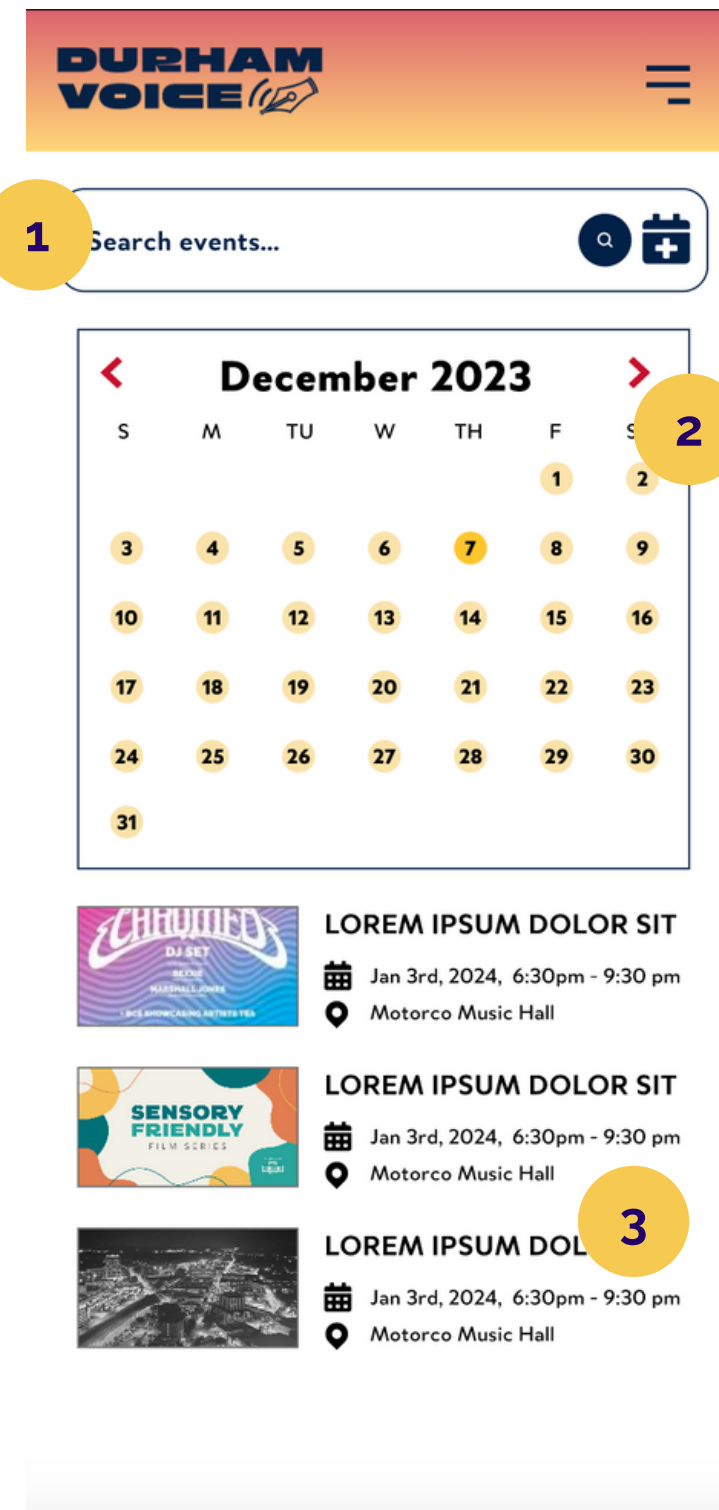 DURHAM
VOICE
1
Search events...
December 2023
2
S M TU W TH F S
1 2
3 4 5 6 7 8 9
10 11 12 13 14 15 16
17 18 19 20 21 22 23
24 25 26 27 28 29 30
31
CHROMEO
DJ SET
BEXXIE
MARSHALL JONES
LOREM IPSUM DOLOR SIT
Jan 3rd, 2024, 6:30pm - 9:30 pm
Motorco Music Hall
SENSORY
FRIENDLY
FILM SERIES
LOREM IPSUM DOLOR SIT
Jan 3rd, 2024, 6:30pm - 9:30 pm
Motorco Music Hall
3
LOREM IPSUM DOL
Jan 3rd, 2024, 6:30pm - 9:30 pm
Motorco Music Hall